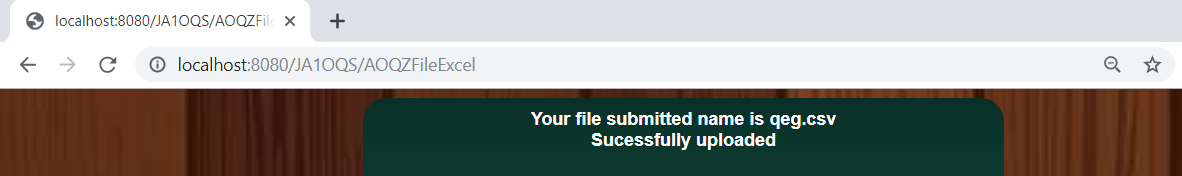 localhost:8080/JA1OQS/AOQZFile
localhost:8080/JA1OQS/AOQZFileExcel
Your file submitted name is qeg.csv
Sucessfully uploaded